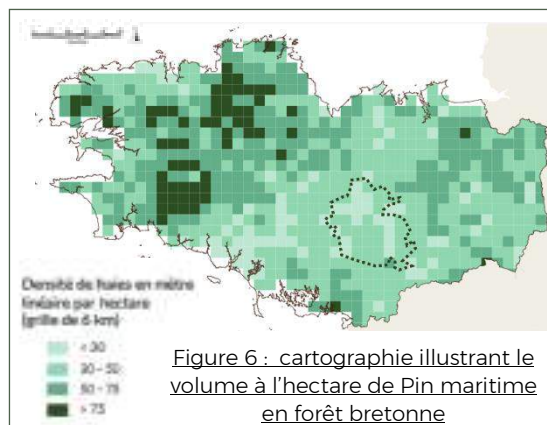 Densité de haies en mètre
linéaire par hectare
(grille de 6 km)
< 30
30 - 50
50 - 75
> 75
Figure 6 : cartographie illustrant le
volume à l'hectare de Pin maritime
en forêt bretonne